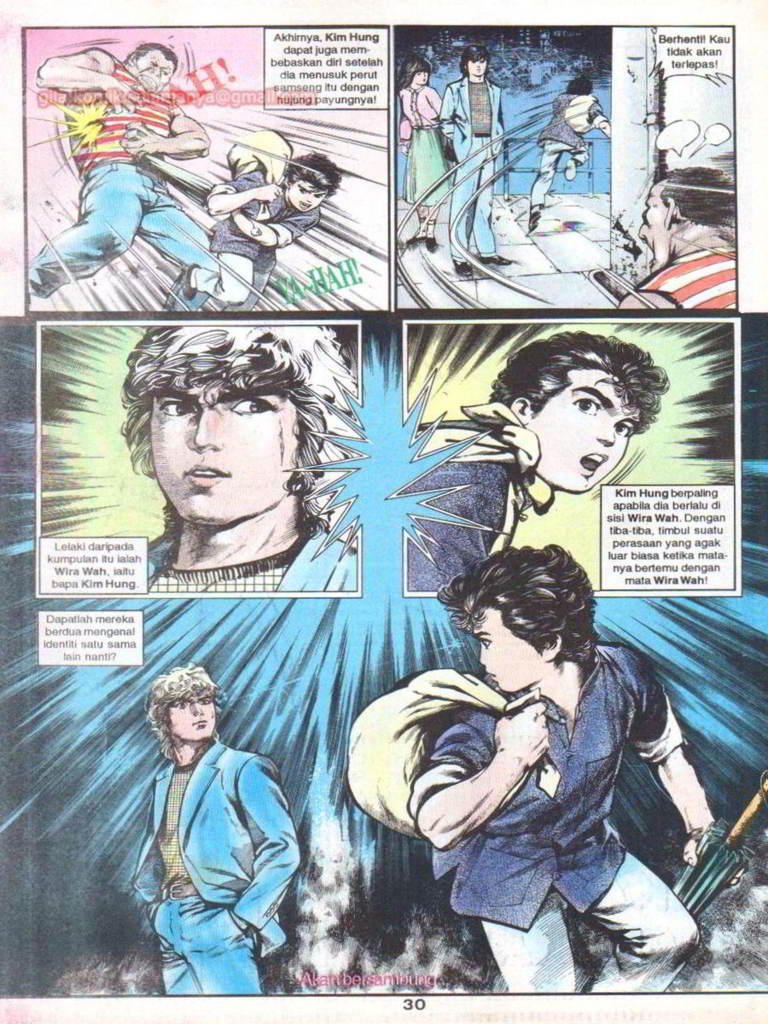 Akhirnya, Kim Hung
dapat juga mem-
bebaskan diri setelah
dia menusuk perut
samseng itu dengan
hujung payungnya!
AH!
YA-HAH!
Berhenti! Kau
tidak akan
terlepas!
Lelaki daripada
kumpulan itu ialah
Wira Wah, iaitu
bapa Kim Hung.
Kim Hung berpaling
apabila dia berlalu di
sisi Wira Wah. Dengan
tiba-tiba, timbul suatu
perasaan yang agak
luar biasa ketika mata-
nya bertemu dengan
mata Wira Wah!
Dapatlah mereka
berdua mengenal
identiti satu sama
lain nanti?
Akan bersambung
30